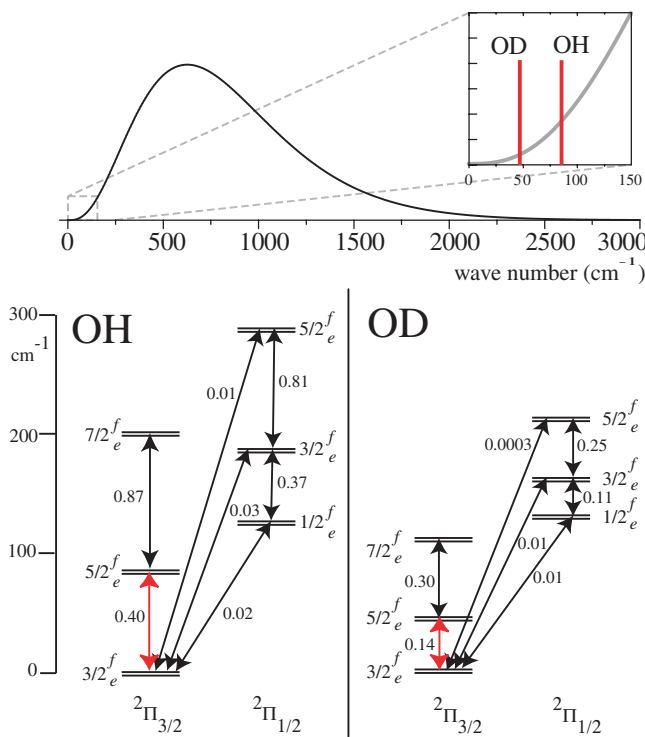 OD OH
0 50 100 150
0 500 1000 1500 2000 2500 3000
wave number (cm⁻¹)
300
cm⁻¹
200
100
0
OH
5/2 f e
0.01
0.81
7/2 f e
3/2 f e
0.37
0.87
0.03
1/2 f e
5/2 f e
0.40
0.02
3/2 f e
²Π₃/₂ ²Π₁/₂
OD
5/2 f e
0.0003
0.25
3/2 f e
0.11
1/2 f e
7/2 f e
0.01
0.30
0.01
5/2 f e
0.14
3/2 f e
²Π₃/₂ ²Π₁/₂